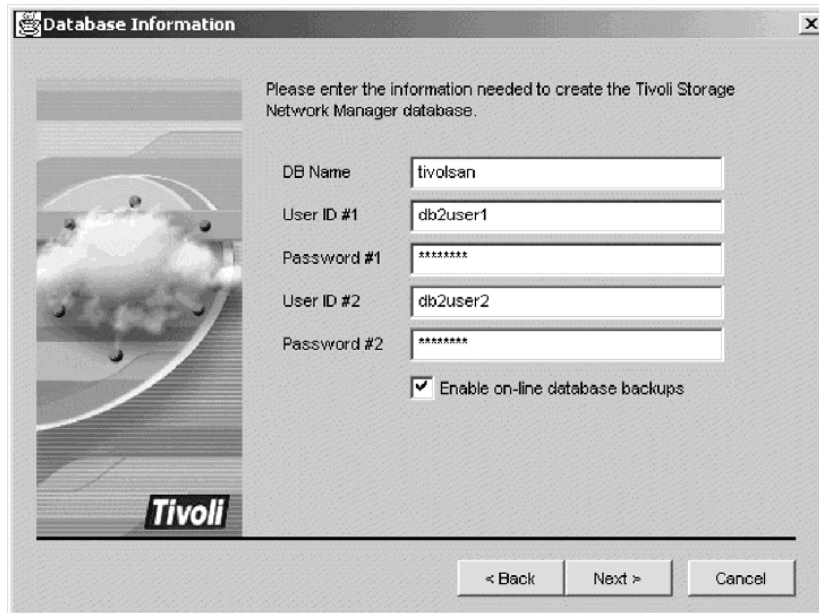 Database Information
Please enter the information needed to create the Tivoli Storage
Network Manager database.
DB Name tivolsan
User ID #1 db2user1
Password #1 ********
User ID #2 db2user2
Password #2 ********
Enable on-line database backups
Tivoli
< Back Next > Cancel